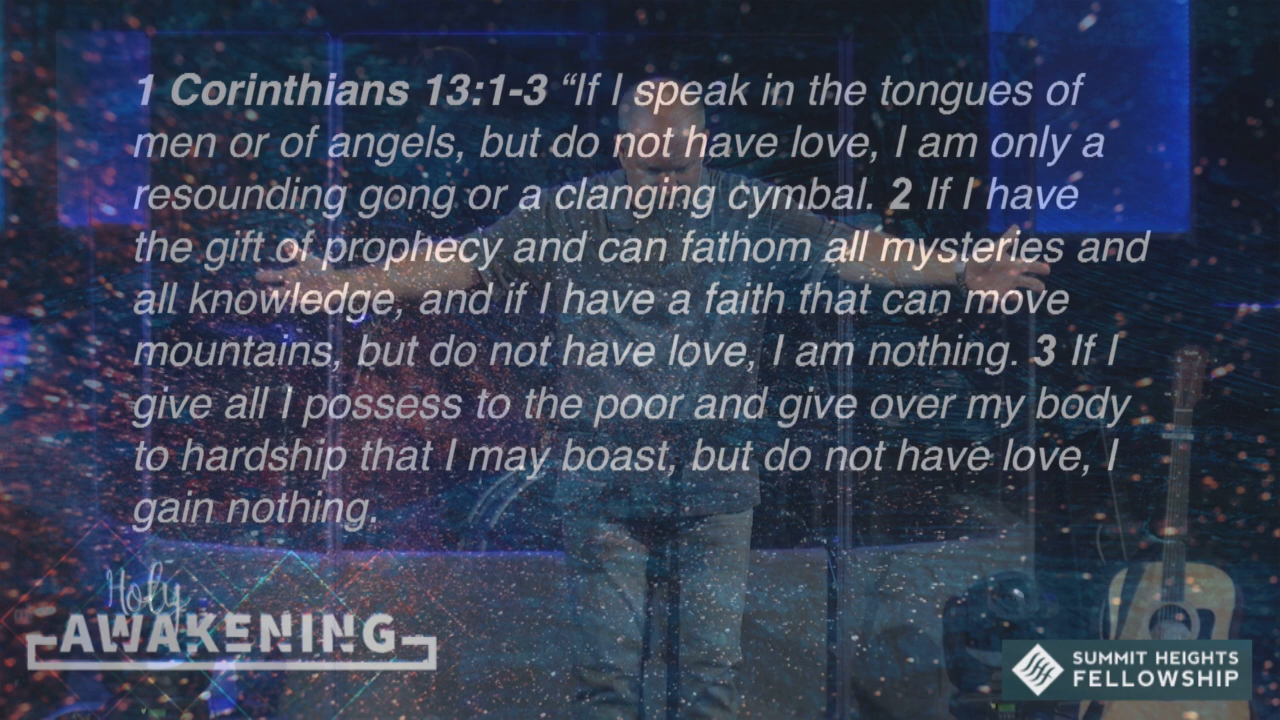 1 Corinthians 13:1-3 “If I speak in the tongues of
men or of angels, but do not have love, I am only a
resounding gong or a clanging cymbal. 2 If I have
the gift of prophecy and can fathom all mysteries and
all knowledge, and if I have a faith that can move
mountains, but do not have love, I am nothing. 3 If I
give all I possess to the poor and give over my body
to hardship that I may boast, but do not have love, I
gain nothing.
Holy
AWAKENING
SUMMIT HEIGHTS
FELLOWSHIP